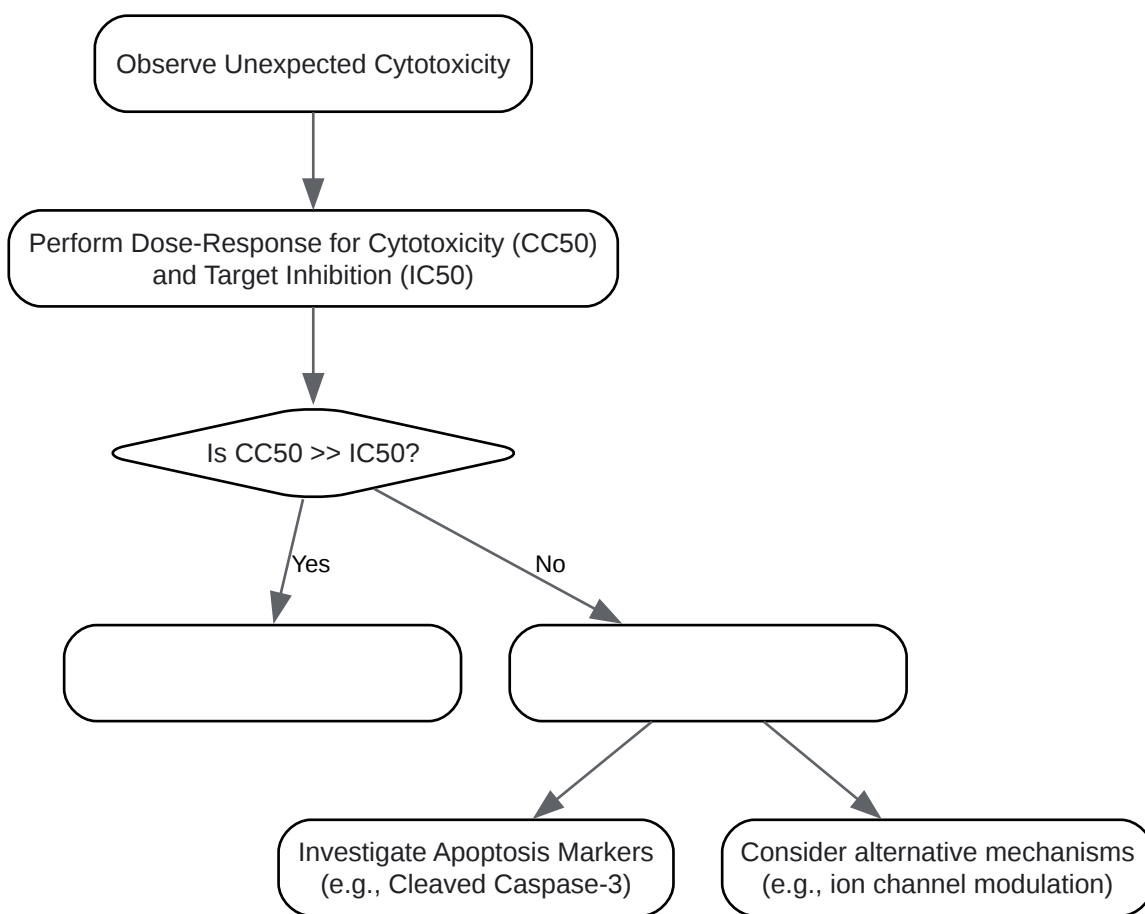 Observe Unexpected Cytotoxicity
Perform Dose-Response for Cytotoxicity (CC50)
and Target Inhibition (IC50)
Is CC50 >> IC50?
Yes
No
Investigate Apoptosis Markers
(e.g., Cleaved Caspase-3)
Consider alternative mechanisms
(e.g., ion channel modulation)